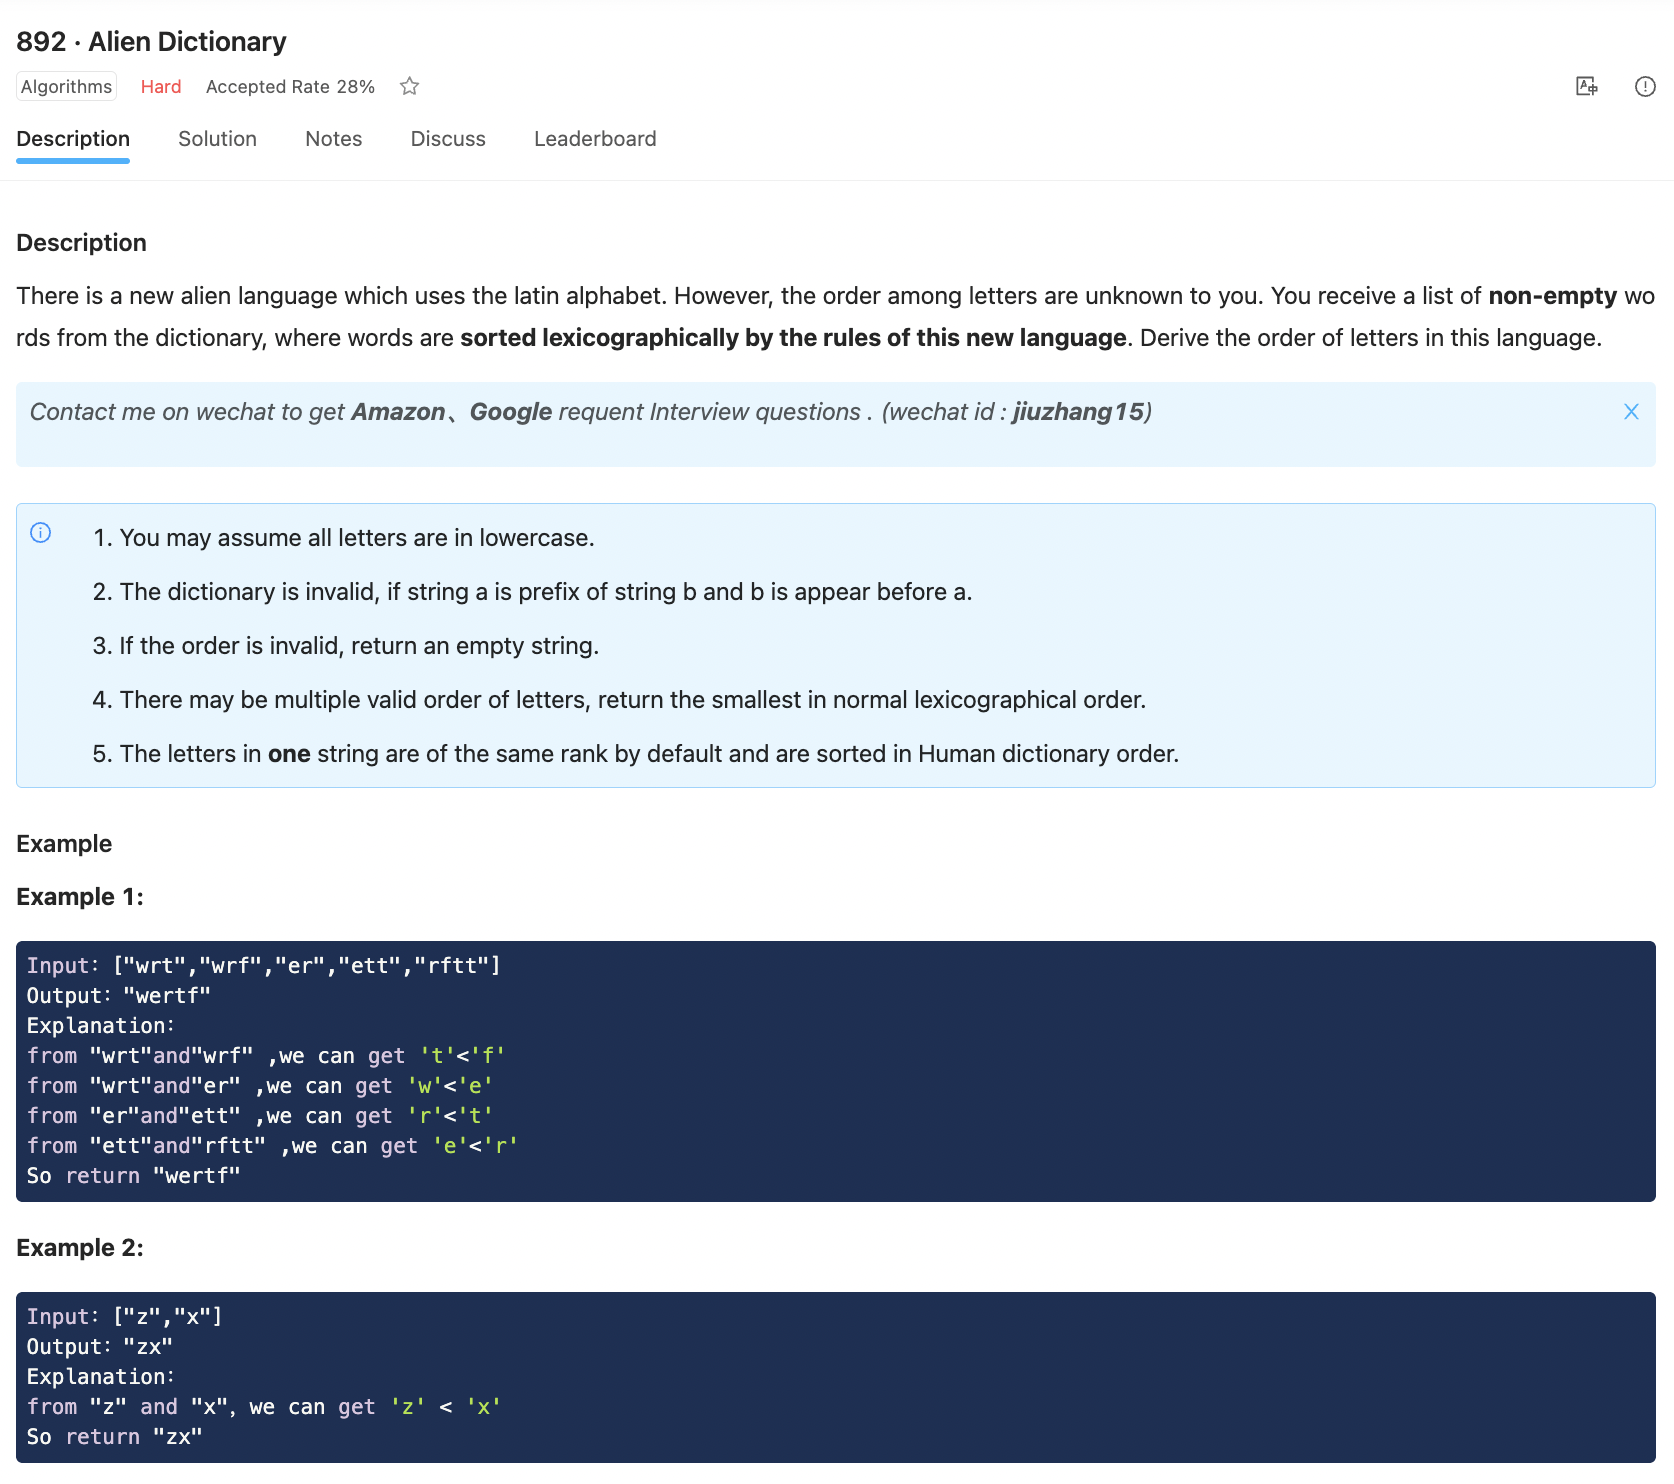 892 · Alien Dictionary
Algorithms Hard Accepted Rate 28%
Description Solution Notes Discuss Leaderboard
Description
There is a new alien language which uses the latin alphabet. However, the order among letters are unknown to you. You receive a list of non-empty wo
rds from the dictionary, where words are sorted lexicographically by the rules of this new language. Derive the order of letters in this language.
Contact me on wechat to get Amazon、Google requent Interview questions . (wechat id : jiuzhang15)
1. You may assume all letters are in lowercase.
2. The dictionary is invalid, if string a is prefix of string b and b is appear before a.
3. If the order is invalid, return an empty string.
4. There may be multiple valid order of letters, return the smallest in normal lexicographical order.
5. The letters in one string are of the same rank by default and are sorted in Human dictionary order.
Example
Example 1:
Input：["wrt","wrf","er","ett","rftt"]
Output："wertf"
Explanation：
from "wrt"and"wrf" ,we can get 't'<'f'
from "wrt"and"er" ,we can get 'w'<'e'
from "er"and"ett" ,we can get 'r'<'t'
from "ett"and"rftt" ,we can get 'e'<'r'
So return "wertf"
Example 2:
Input：["z","x"]
Output："zx"
Explanation：
from "z" and "x"，we can get 'z' < 'x'
So return "zx"